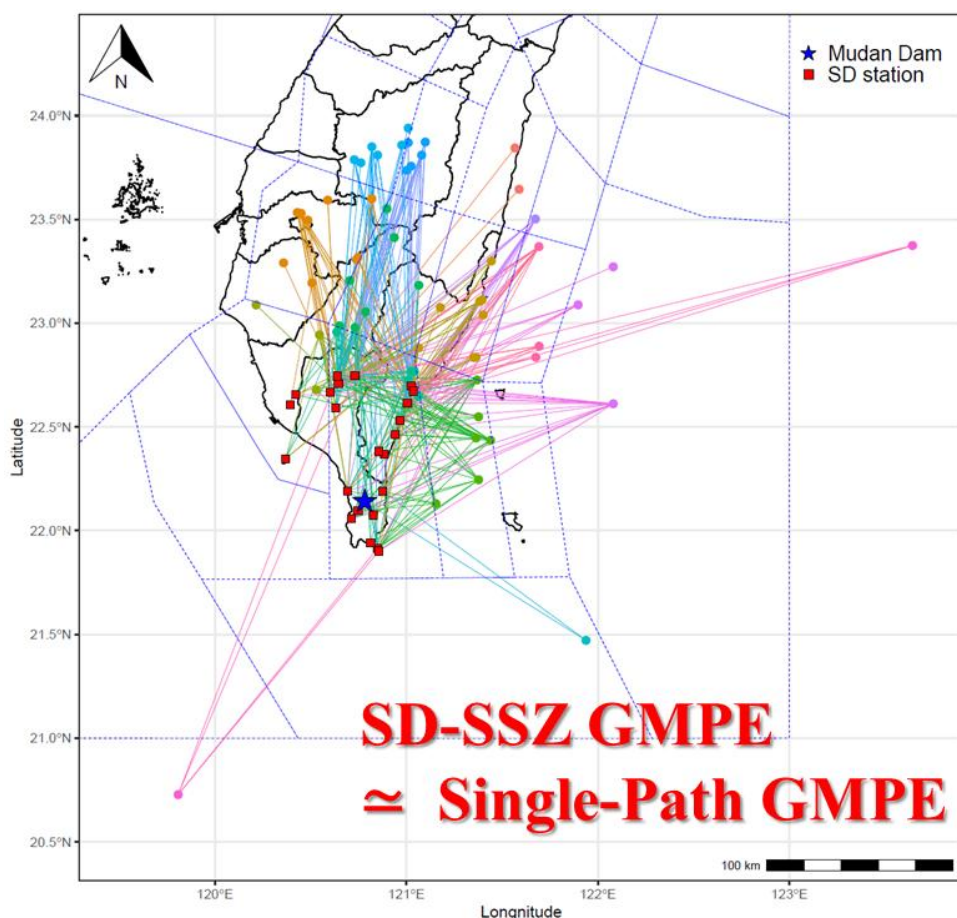 N
Mudan Dam
SD station
24.0°N
23.5°N
23.0°N
22.5°N
22.0°N
21.5°N
21.0°N
20.5°N
Latitude
SD-SSZ GMPE
≃ Single-Path GMPE
100 km
120°E
121°E
122°E
123°E
Longnitude